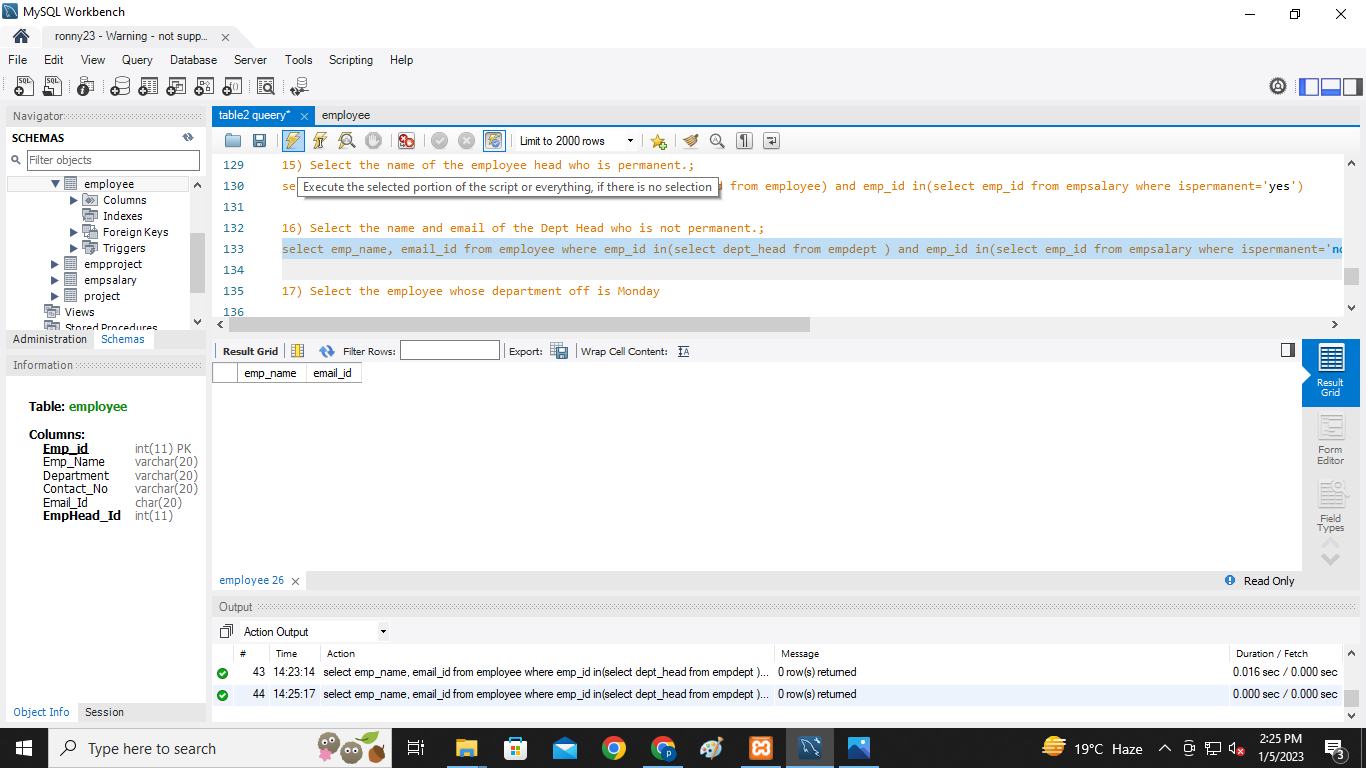 MySQL Workbench
ronny23 - Warning - not supp...
File Edit View Query Database Server Tools Scripting Help
Navigator
SCHEMAS
Filter objects
employee
Columns
Indexes
Foreign Keys
Triggers
empproject
empsalary
project
Views
Stored Procedures
Administration Schemas
Information
Table: employee
Columns:
Emp_id int(11) PK
Emp_Name varchar(20)
Department varchar(20)
Contact_No varchar(20)
Email_Id char(20)
EmpHead_Id int(11)
Object Info Session
table2 queery* employee
Limit to 2000 rows
129 15) Select the name of the employee head who is permanent.;
130 se d from employee) and emp_id in(select emp_id from empsalary where ispermanent='yes')
Execute the selected portion of the script or everything, if there is no selection
131
132 16) Select the name and email of the Dept Head who is not permanent.;
133 select emp_name, email_id from employee where emp_id in(select dept_head from empdept ) and emp_id in(select emp_id from empsalary where ispermanent='no
134
135 17) Select the employee whose department off is Monday
136
Result Grid Filter Rows: Export: Wrap Cell Content:
emp_name email_id
Result Grid
Form Editor
Field Types
employee 26
Read Only
Output
Action Output
# Time Action Message Duration / Fetch
43 14:23:14 select emp_name, email_id from employee where emp_id in(select dept_head from empdept )... 0 row(s) returned 0.016 sec / 0.000 sec
44 14:25:17 select emp_name, email_id from employee where emp_id in(select dept_head from empdept )... 0 row(s) returned 0.000 sec / 0.000 sec
Type here to search
19°C Haze
2:25 PM
1/5/2023
3